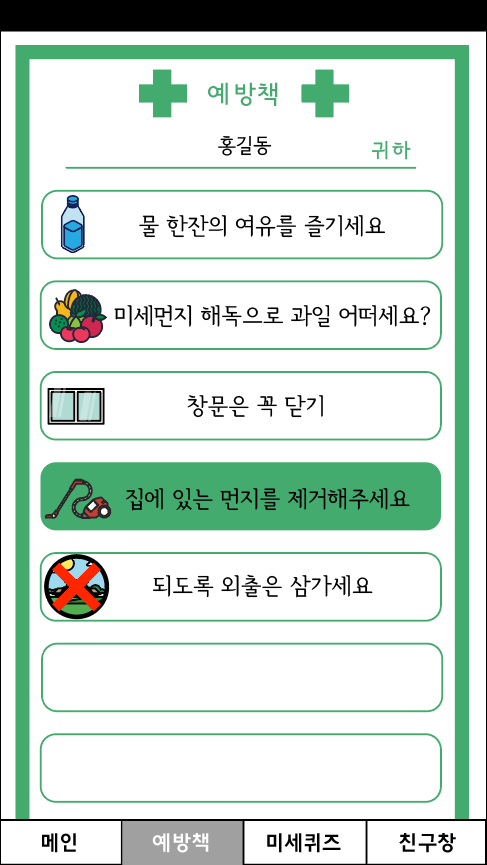 예방책
홍길동 귀하
물 한잔의 여유를 즐기세요
미세먼지 해독으로 과일 어떠세요?
창문은 꼭 닫기
집에 있는 먼지를 제거해주세요
되도록 외출은 삼가세요
메인 예방책 미세퀴즈 친구창